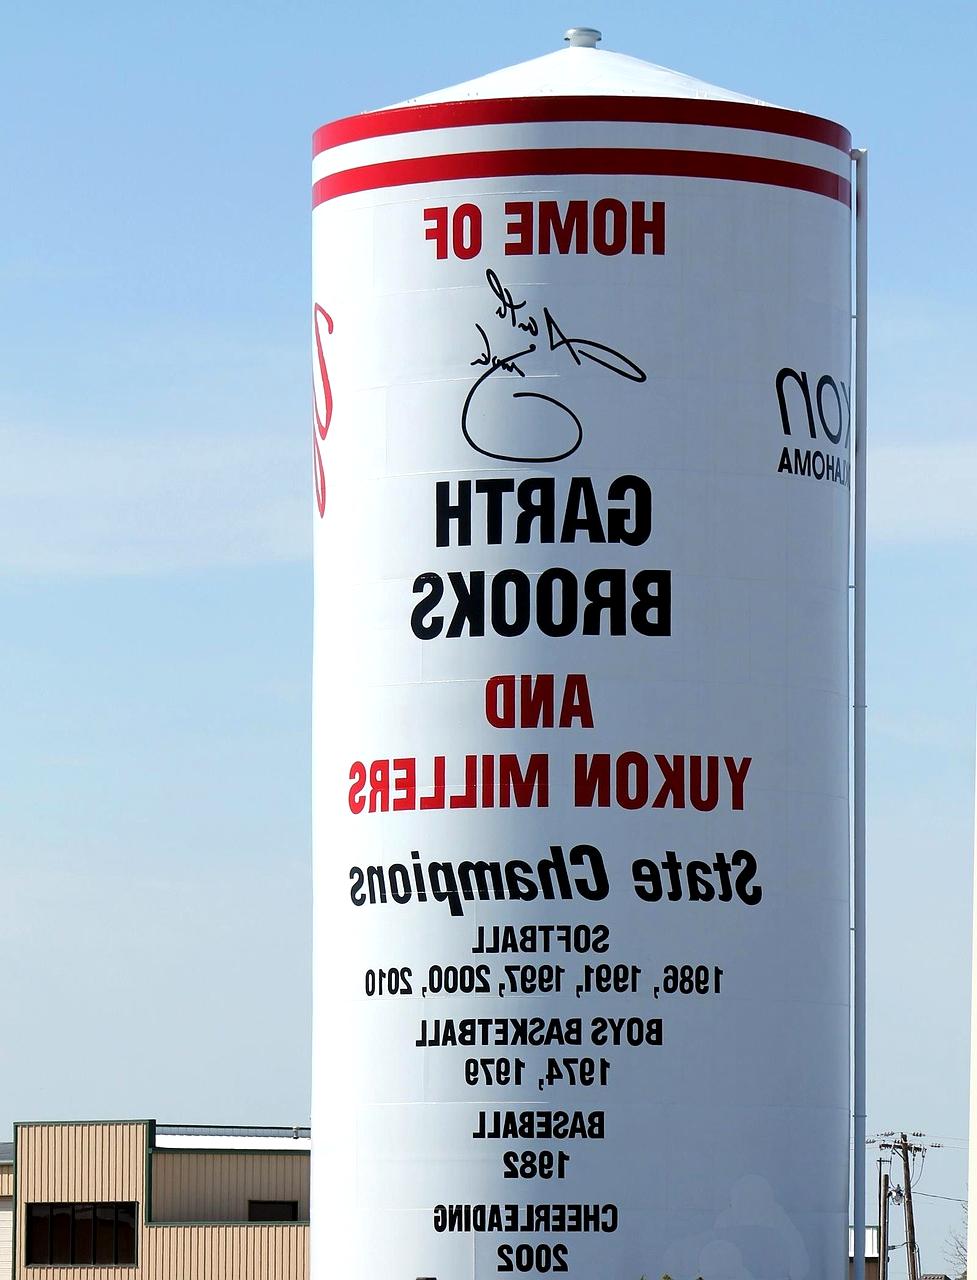 HOME OF
GARTH
BROOKS
AND
YUKON MILLERS
State Champions
SOFTBALL
1986, 1991, 1997, 2000, 2010
BOYS BASKETBALL
1974, 1979
BASEBALL
1982
CHEERLEADING
2002